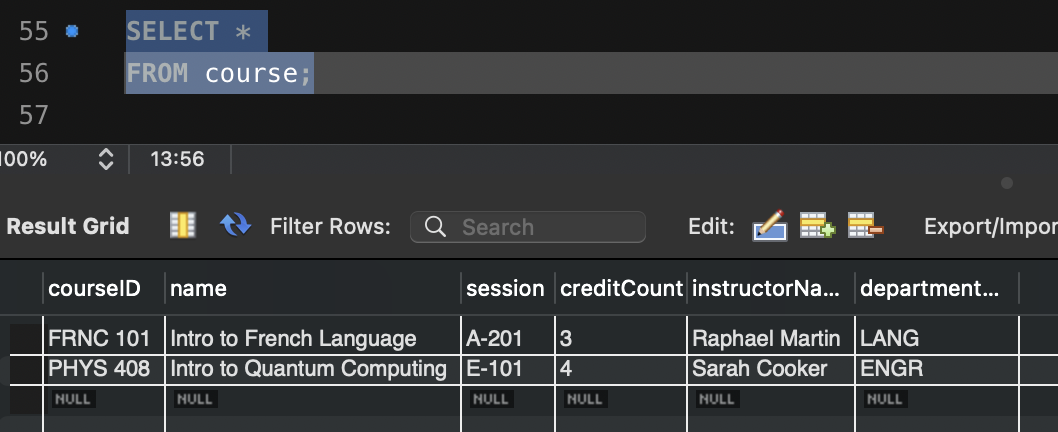 55 SELECT *
56 FROM course;
57
100% 13:56
Result Grid Filter Rows: Search Edit: Export/Impor
courseID name session creditCount instructorNa... department...
FRNC 101 Intro to French Language A-201 3 Raphael Martin LANG
PHYS 408 Intro to Quantum Computing E-101 4 Sarah Cooker ENGR
NULL NULL NULL NULL NULL NULL